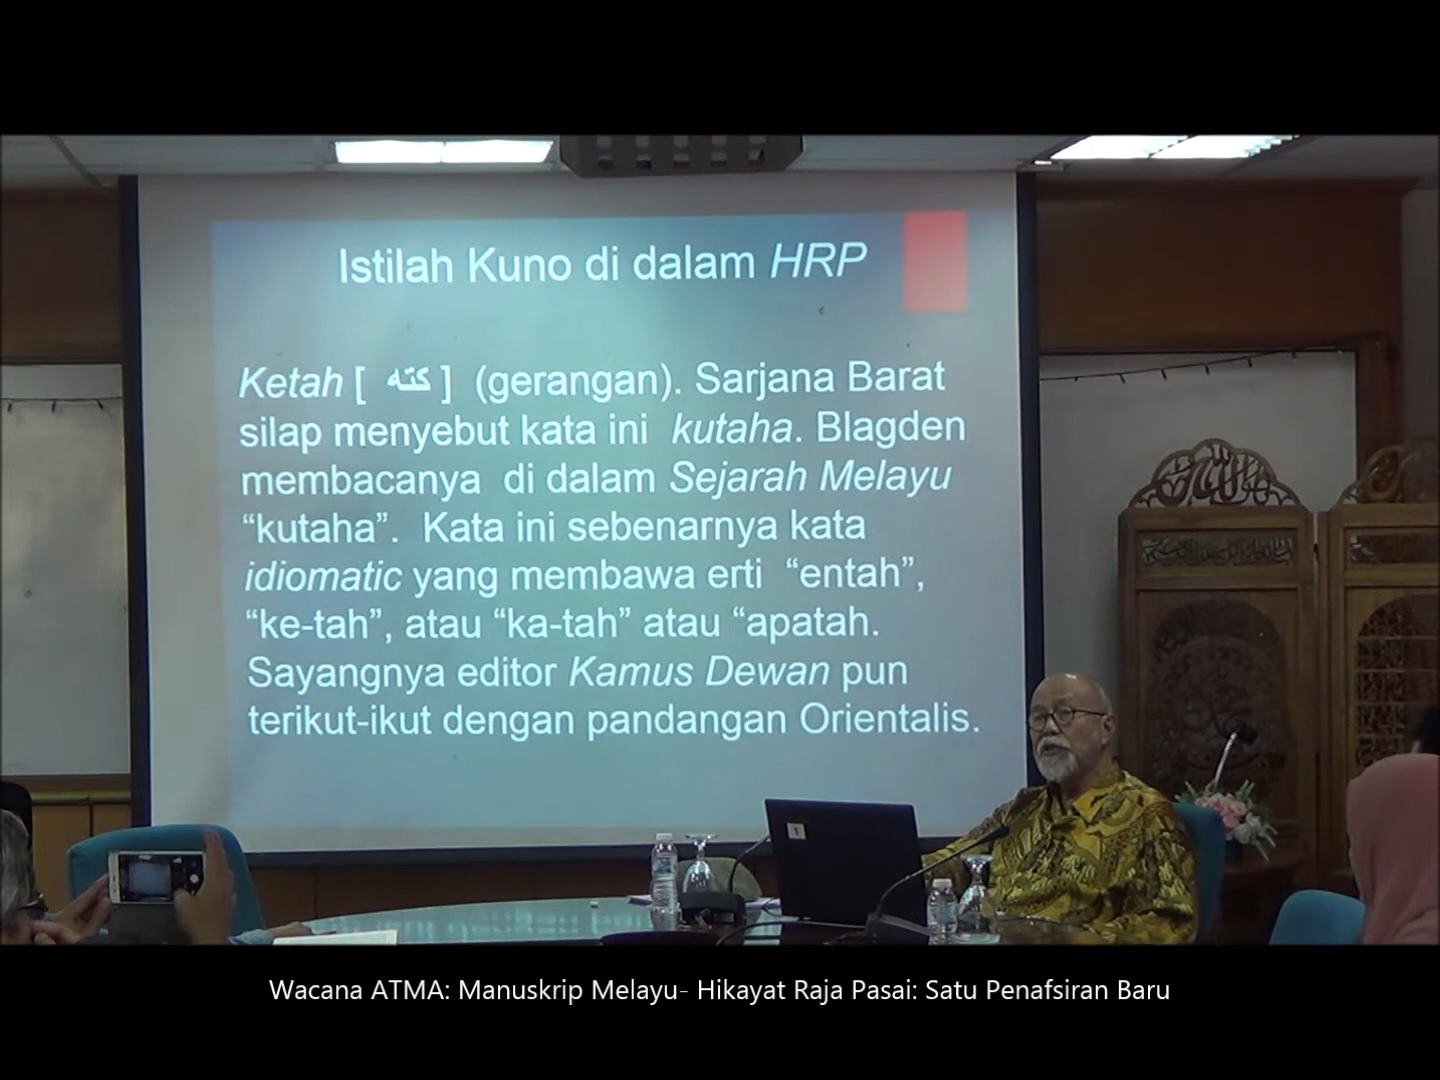 Istilah Kuno di dalam HRP
Ketah [ كته ] (gerangan). Sarjana Barat
silap menyebut kata ini kutaha. Blagden
membacanya di dalam Sejarah Melayu
“kutaha”. Kata ini sebenarnya kata
idiomatic yang membawa erti “entah”,
“ke-tah”, atau “ka-tah” atau “apatah.
Sayangnya editor Kamus Dewan pun
terikut-ikut dengan pandangan Orientalis.
Wacana ATMA: Manuskrip Melayu- Hikayat Raja Pasai: Satu Penafsiran Baru